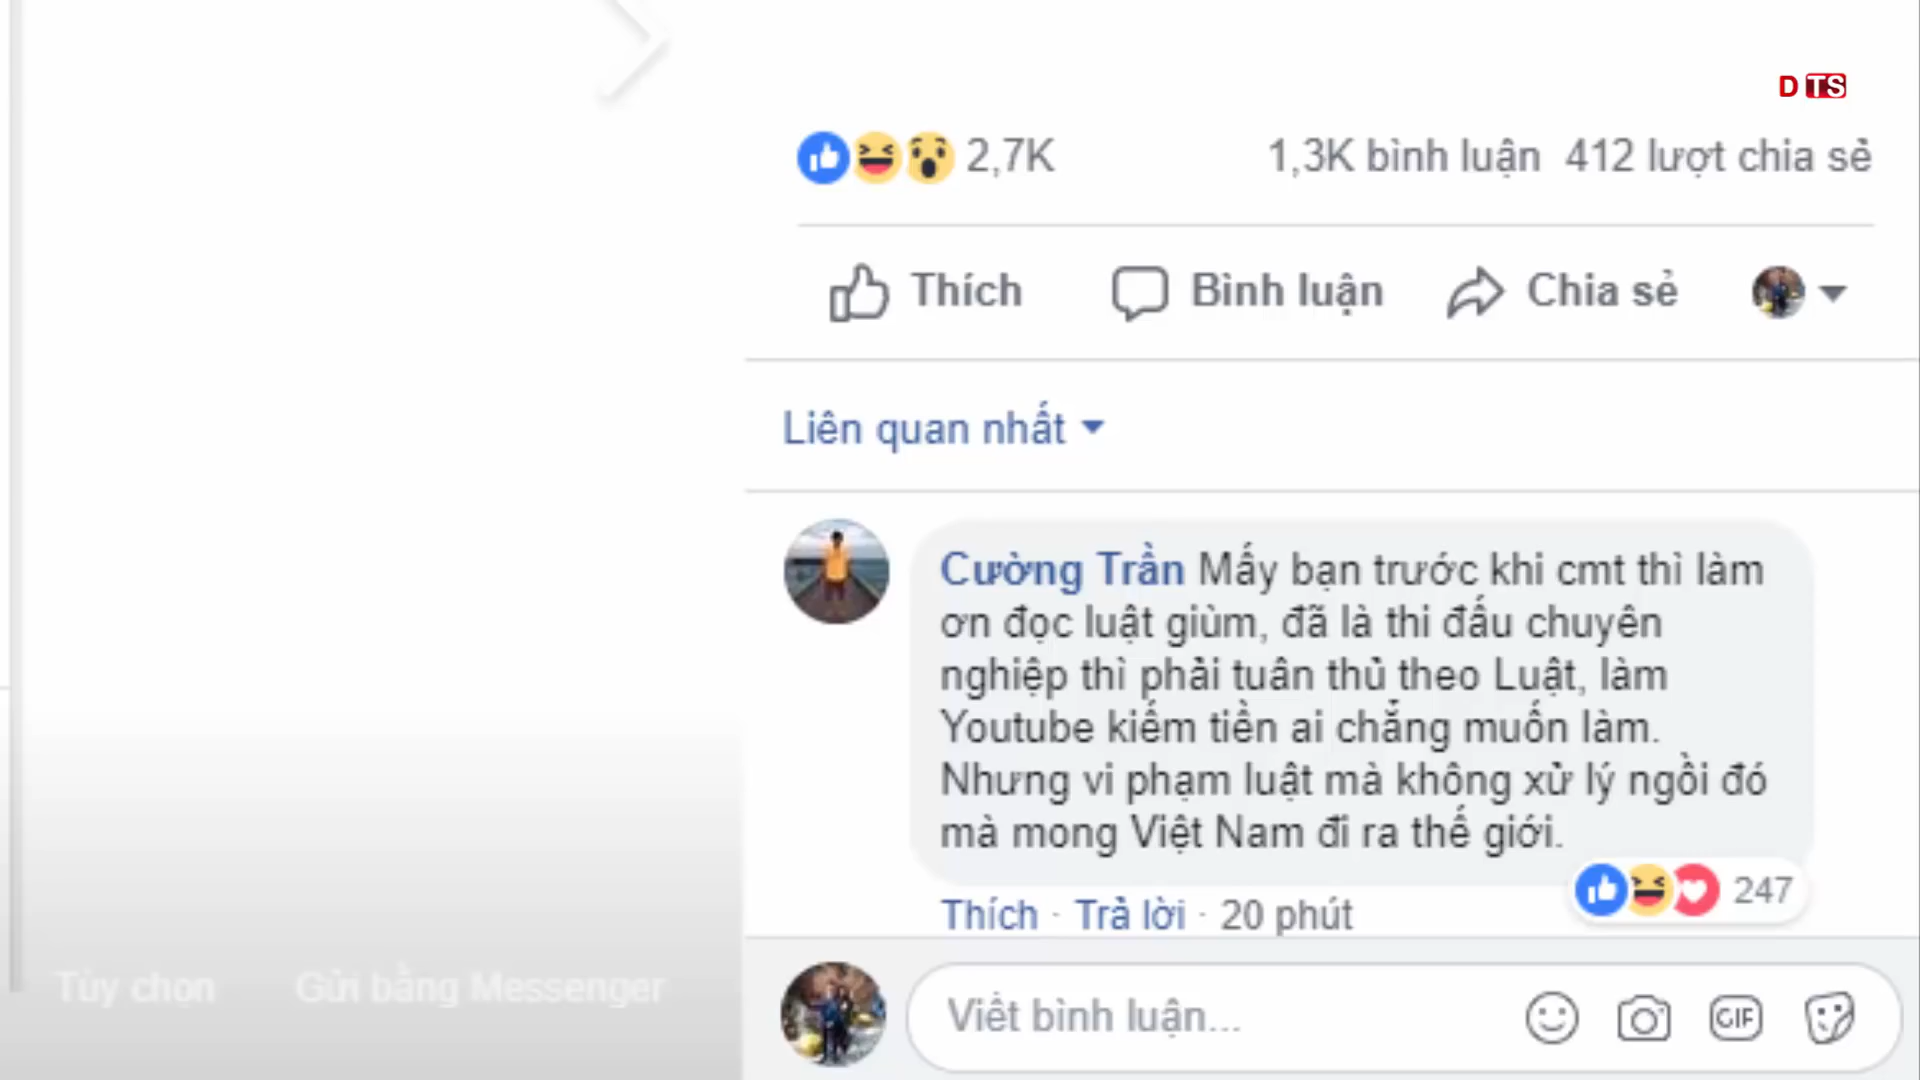 D TS
2,7K 1,3K bình luận 412 lượt chia sẻ
Thích Bình luận Chia sẻ
Liên quan nhất
Cường Trần Mấy bạn trước khi cmt thì làm
ơn đọc luật giùm, đã là thi đấu chuyên
nghiệp thì phải tuân thủ theo Luật, làm
Youtube kiếm tiền ai chẳng muốn làm.
Nhưng vi phạm luật mà không xử lý ngồi đó
mà mong Việt Nam đi ra thế giới.
247
Thích · Trả lời · 20 phút
Tùy chọn Gửi bằng Messenger
Viết bình luận...
GIF